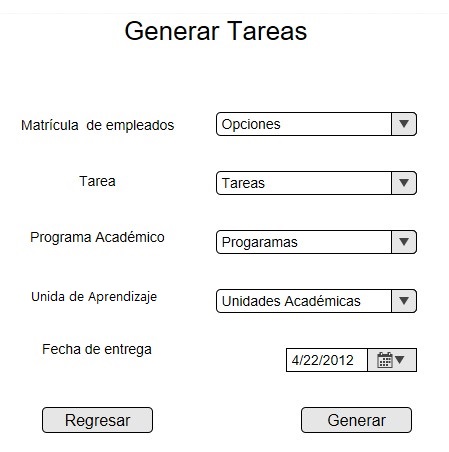 Generar Tareas
Matrícula de empleados Opciones
Tarea Tareas
Programa Académico Progaramas
Unida de Aprendizaje Unidades Académicas
Fecha de entrega 4/22/2012
Regresar Generar